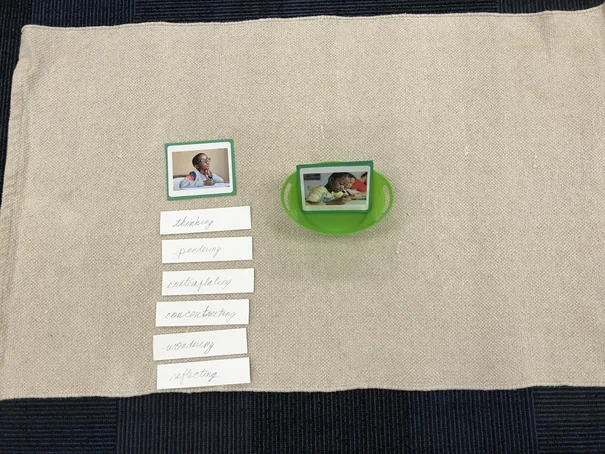 thinking
pondering
contemplating
concentrating
wondering
reflecting